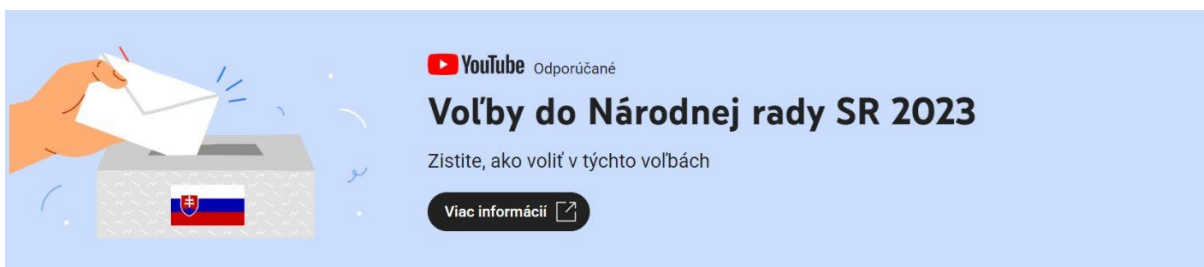 YouTube Odporúčané
Voľby do Národnej rady SR 2023
Zistite, ako voliť v týchto voľbách
Viac informácií